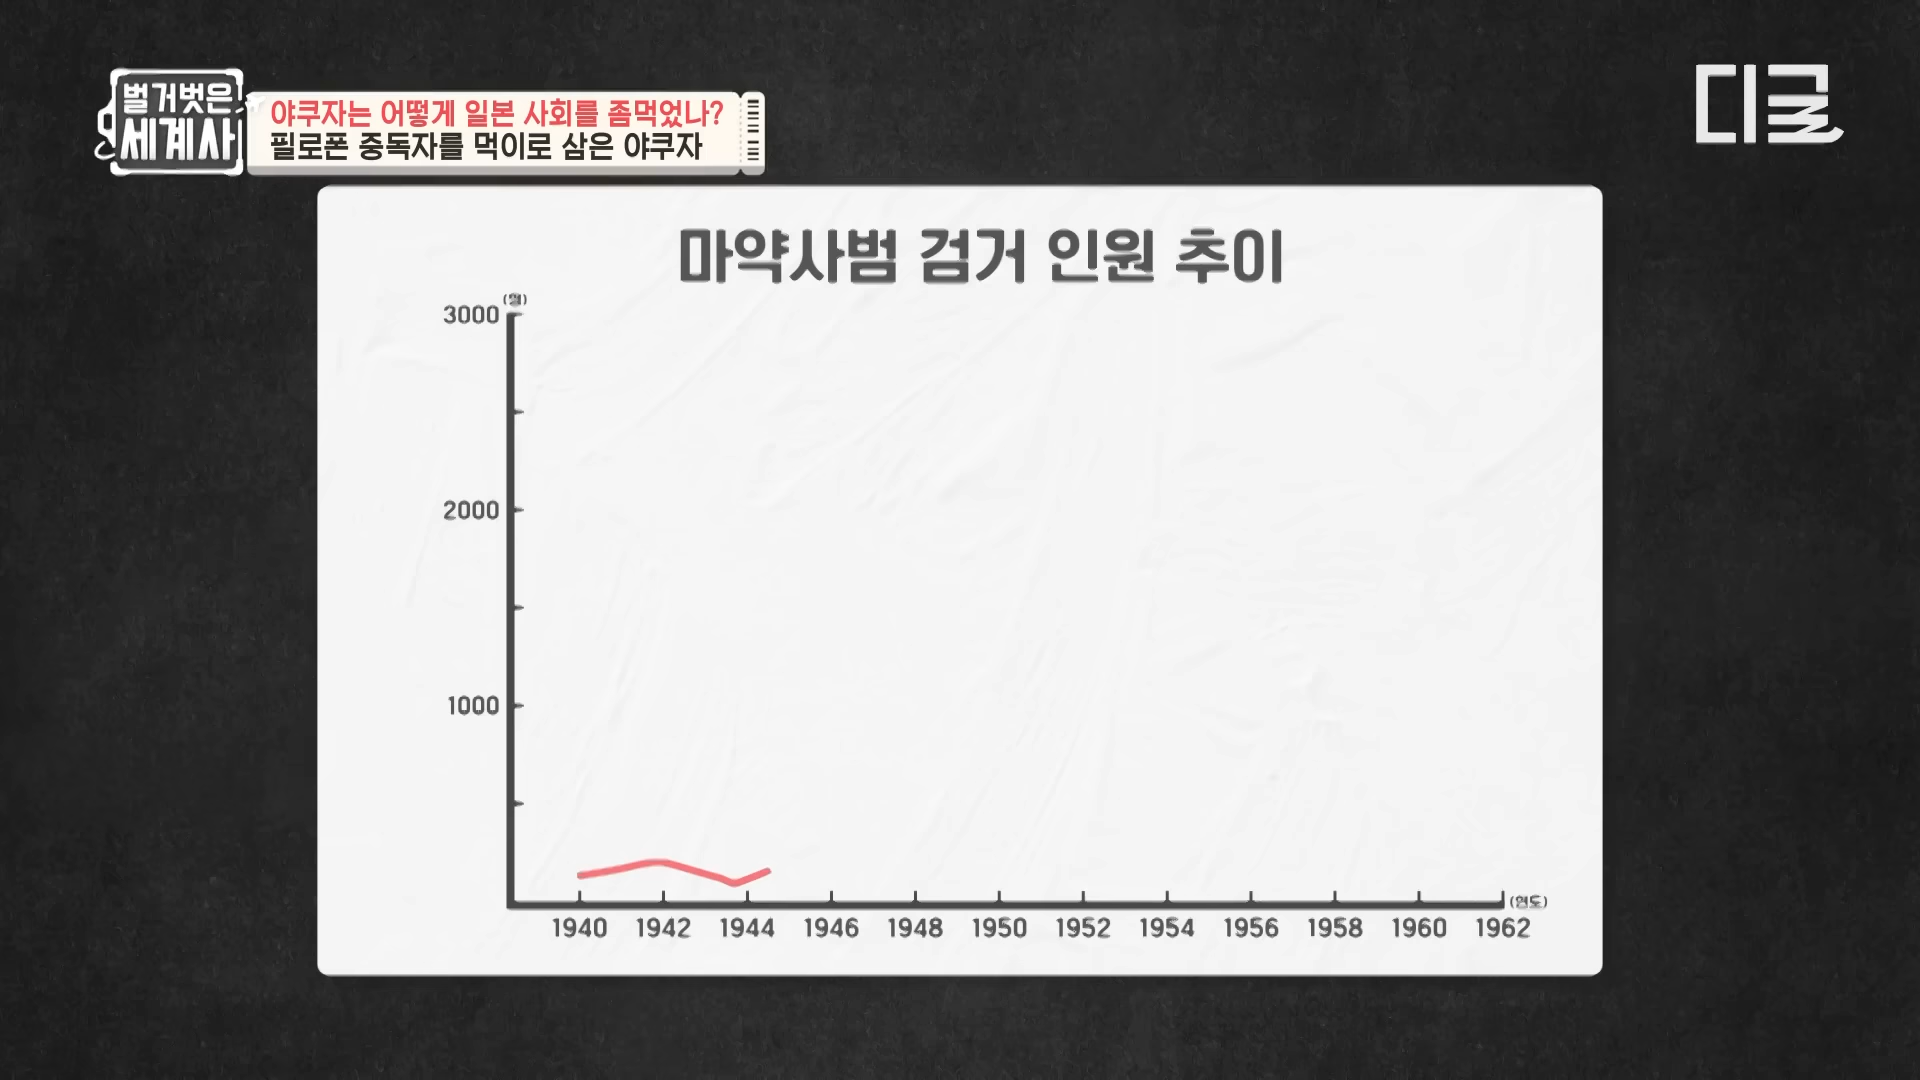 벌거벗은
세계사
야쿠자는 어떻게 일본 사회를 좀먹었나?
필로폰 중독자를 먹이로 삼은 야쿠자
디글
마약사범 검거 인원 추이
(명)
3000
2000
1000
1940 1942 1944 1946 1948 1950 1952 1954 1956 1958 1960 1962
(연도)